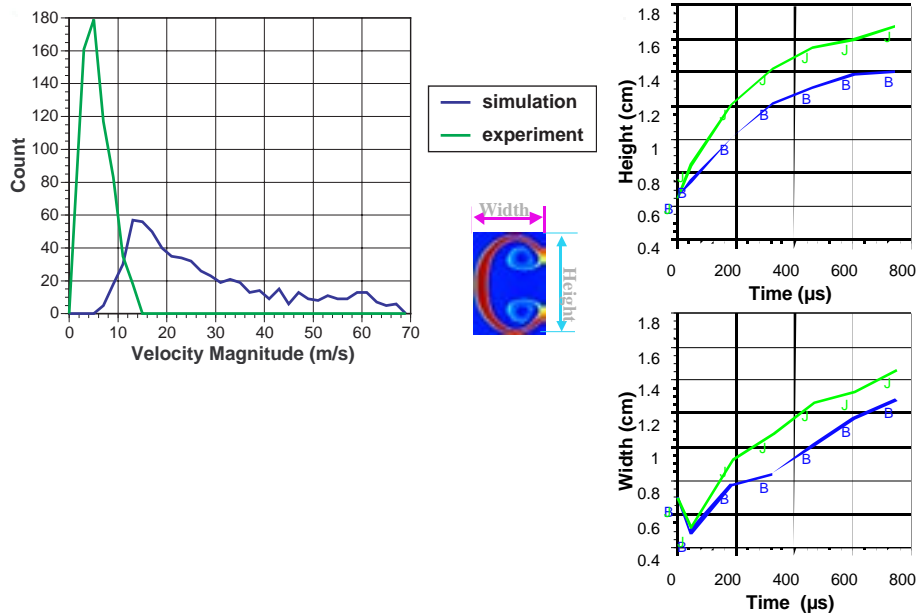 180
160
140
120
100
80
60
40
20
0
Count
0 10 20 30 40 50 60 70
Velocity Magnitude (m/s)
simulation
experiment
Width
Height
1.8
1.6
1.4
1.2
1
0.8
0.6
0.4
Height (cm)
J J J J J J J
B B B B B B B B
0 200 400 600 800
Time (µs)
1.8
1.6
1.4
1.2
1
0.8
0.6
0.4
Width (cm)
J J J J J J J
B B B B B B B B
0 200 400 600 800
Time (µs)